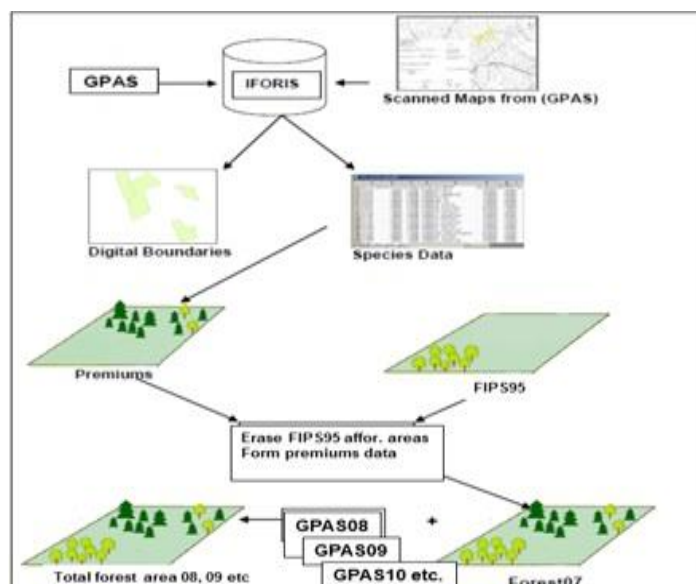 GPAS
IFORIS
Scanned Maps from (GPAS)
Digital Boundaries
Species Data
Premiums
FIPS95
Erase FIPS95 affor. areas
Form premiums data
GPAS08
+
GPAS09
GPAS10 etc.
Total forest area 08, 09 etc
Forest07